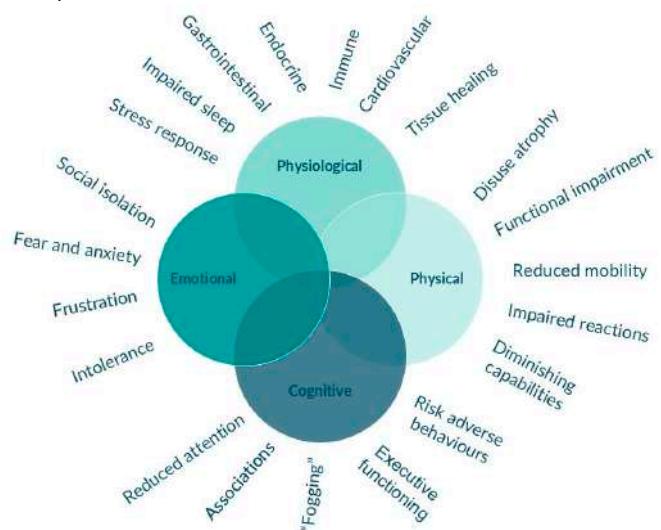 Gastrointestinal
Endocrine
Immune
Cardiovascular
Impaired sleep
Tissue healing
Stress response
Disuse atrophy
Social isolation
Functional impairment
Physiological
Fear and anxiety
Emotional
Physical
Reduced mobility
Frustration
Impaired reactions
Intolerance
Diminishing
capabilities
Cognitive
Risk adverse
behaviours
Reduced attention
Associations
"Fogging"
Executive
functioning